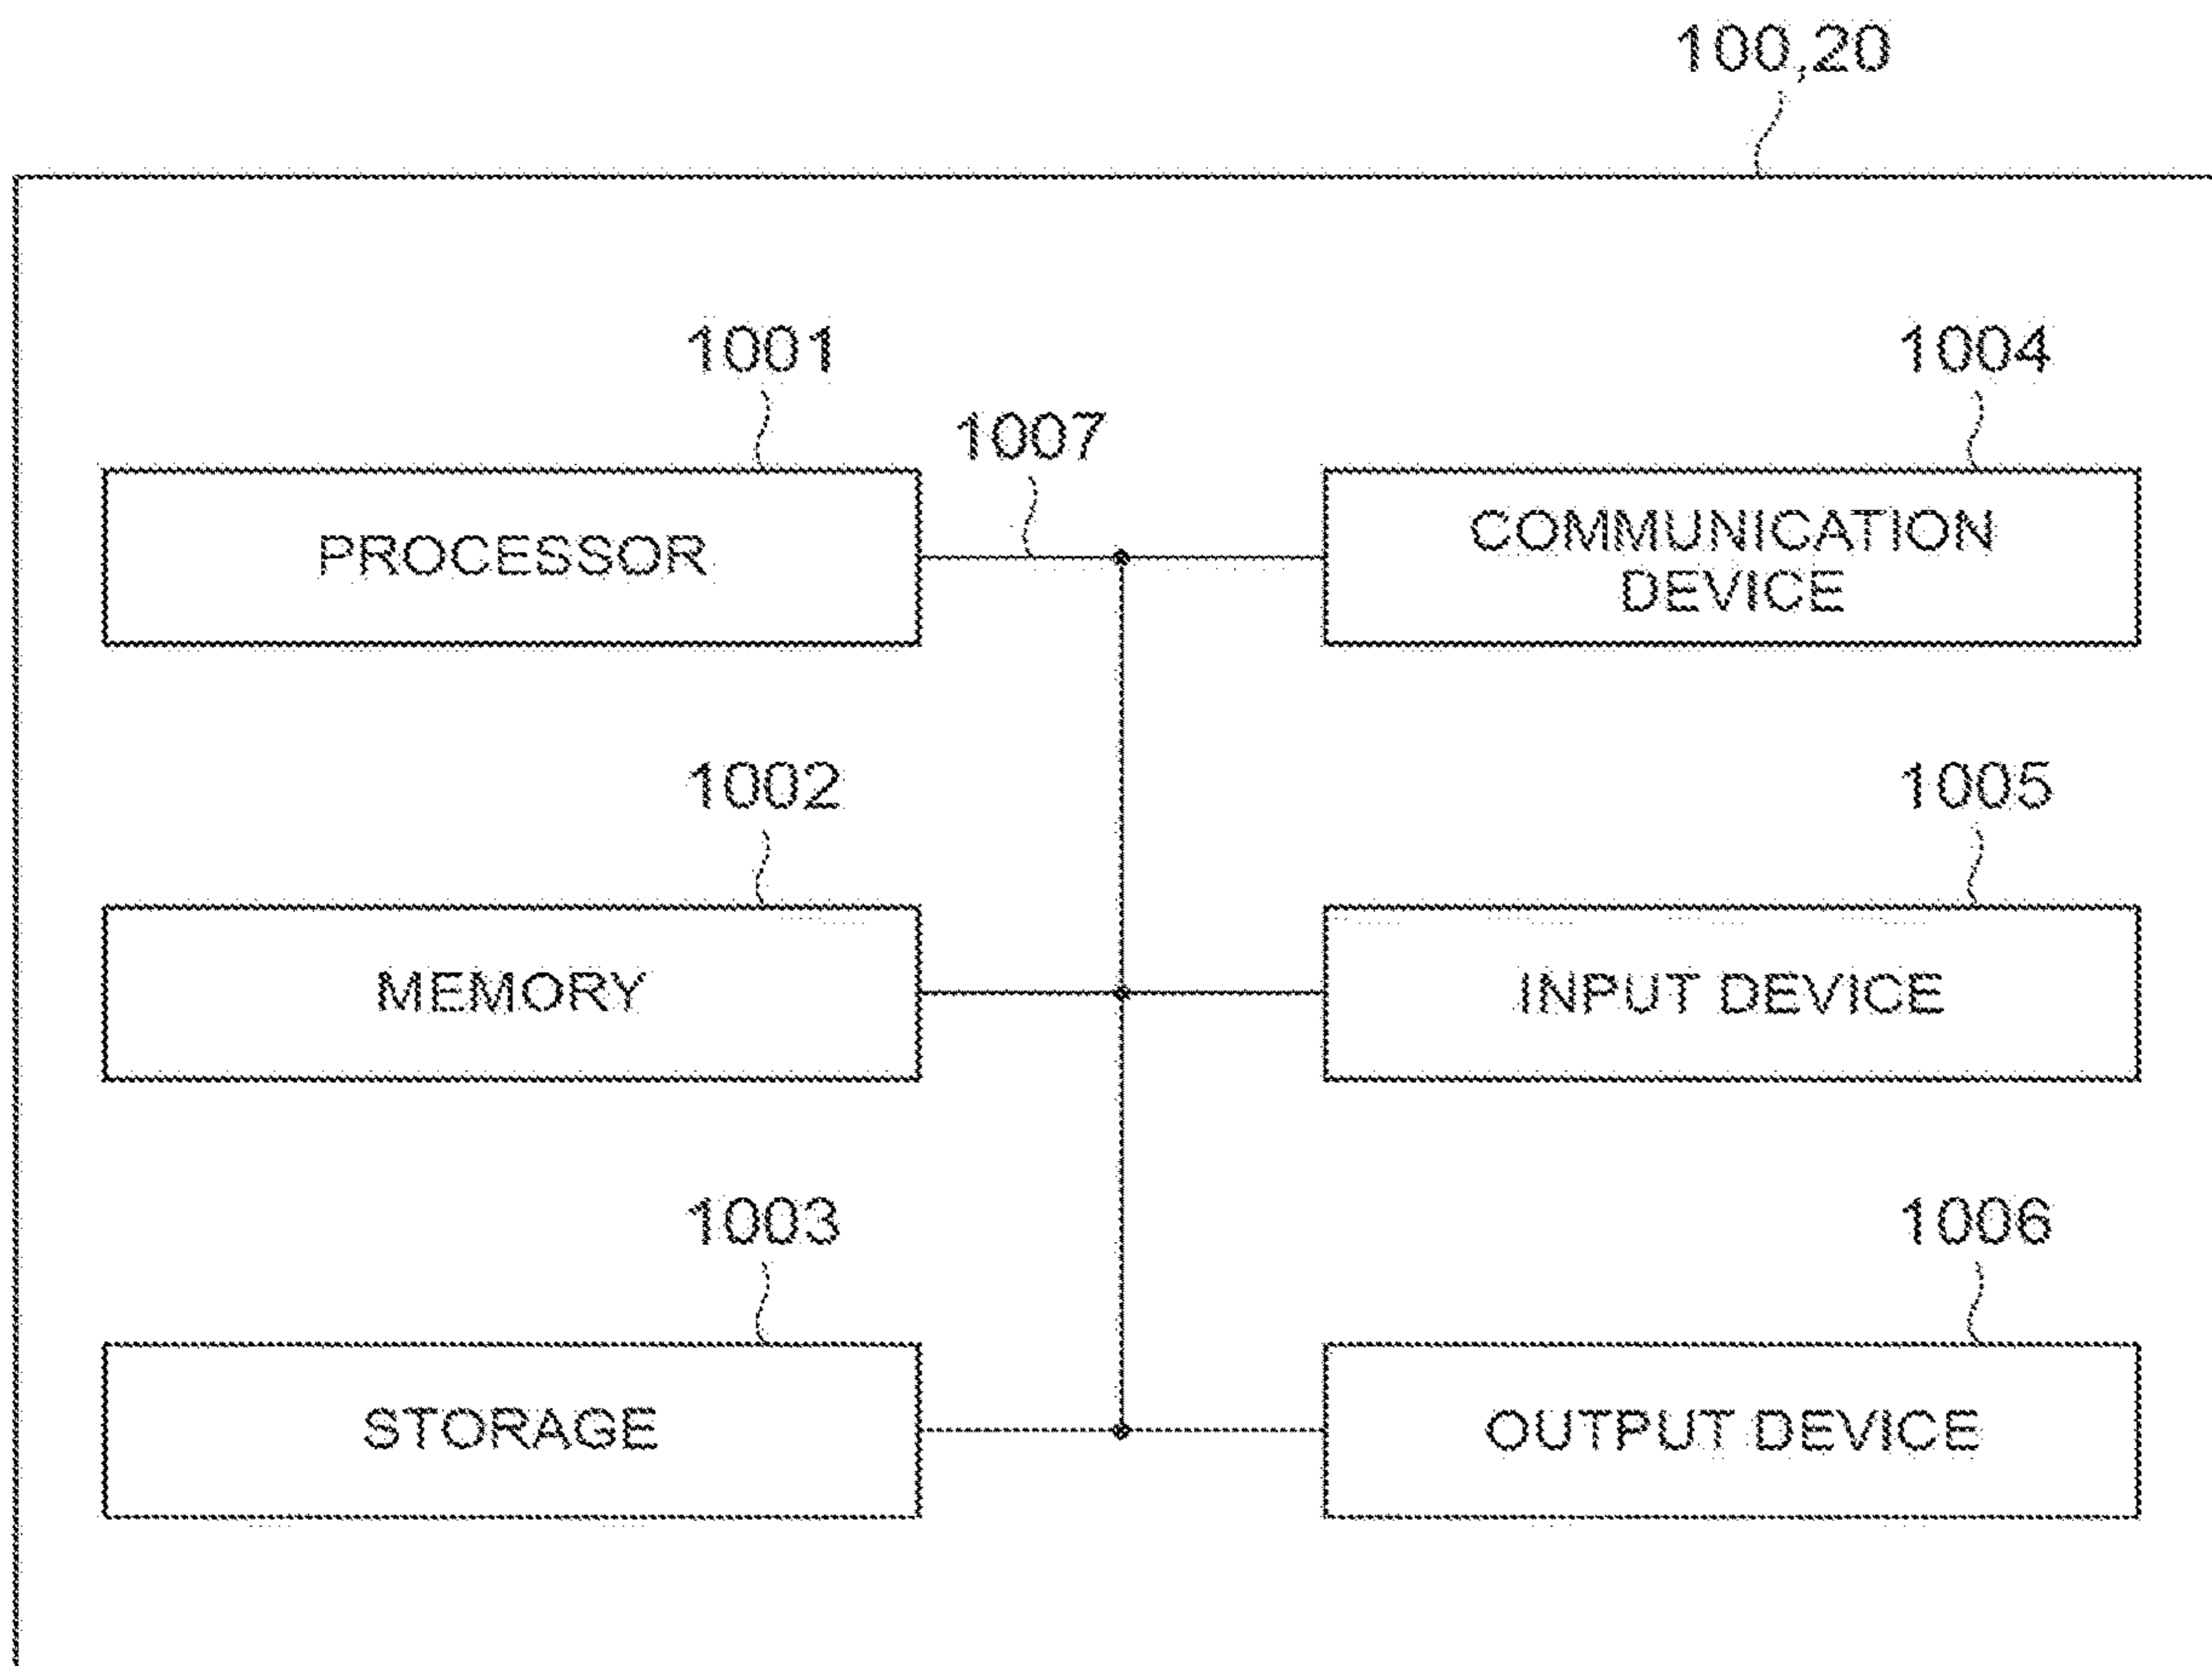 100,20
1001
1004
1007
PROCESSOR
COMMUNICATION
DEVICE
1002
1005
MEMORY
INPUT DEVICE
1003
1006
STORAGE
OUTPUT DEVICE